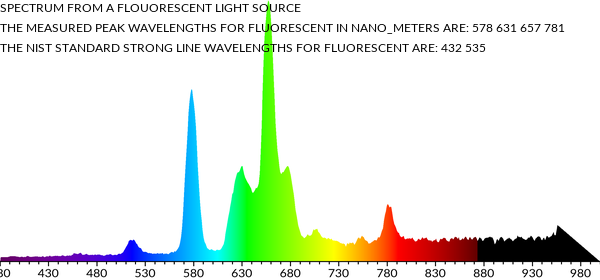 SPECTRUM FROM A FLOUORESCENT LIGHT SOURCE
THE MEASURED PEAK WAVELENGTHS FOR FLUORESCENT IN NANO_METERS ARE: 578 631 657 781
THE NIST STANDARD STRONG LINE WAVELENGTHS FOR FLUORESCENT ARE: 432 535
80 430 480 530 580 630 680 730 780 830 880 930 980